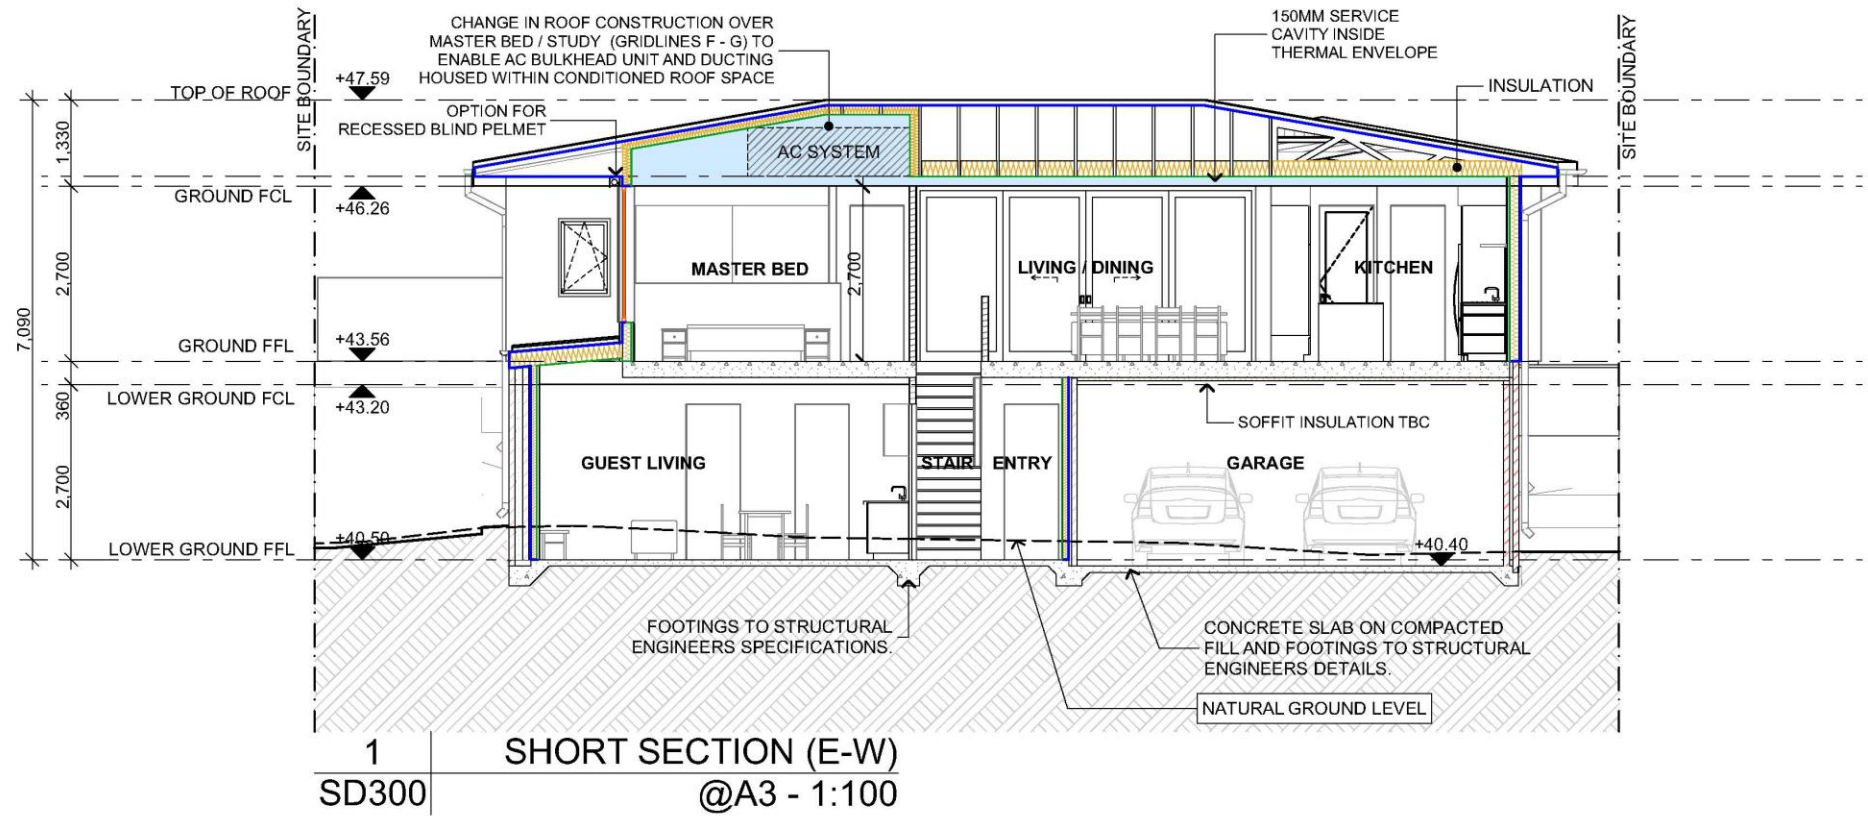 CHANGE IN ROOF CONSTRUCTION OVER
MASTER BED / STUDY (GRIDLINES F - G) TO
ENABLE AC BULKHEAD UNIT AND DUCTING
HOUSED WITHIN CONDITIONED ROOF SPACE
150MM SERVICE
CAVITY INSIDE
THERMAL ENVELOPE
SITE BOUNDARY
SITE BOUNDARY
INSULATION
TOP OF ROOF
+47.59
OPTION FOR
RECESSED BLIND PELMET
1,330
AC SYSTEM
GROUND FCL
+46.26
2,700
MASTER BED
2,700
LIVING / DINING
KITCHEN
7,090
GROUND FFL
+43.56
LOWER GROUND FCL
360
+43.20
SOFFIT INSULATION TBC
GUEST LIVING
STAIR
ENTRY
GARAGE
2,700
LOWER GROUND FFL
+40.50
+40.40
FOOTINGS TO STRUCTURAL
ENGINEERS SPECIFICATIONS.
CONCRETE SLAB ON COMPACTED
FILL AND FOOTINGS TO STRUCTURAL
ENGINEERS DETAILS.
NATURAL GROUND LEVEL
1
SHORT SECTION (E-W)
SD300
@A3 - 1:100